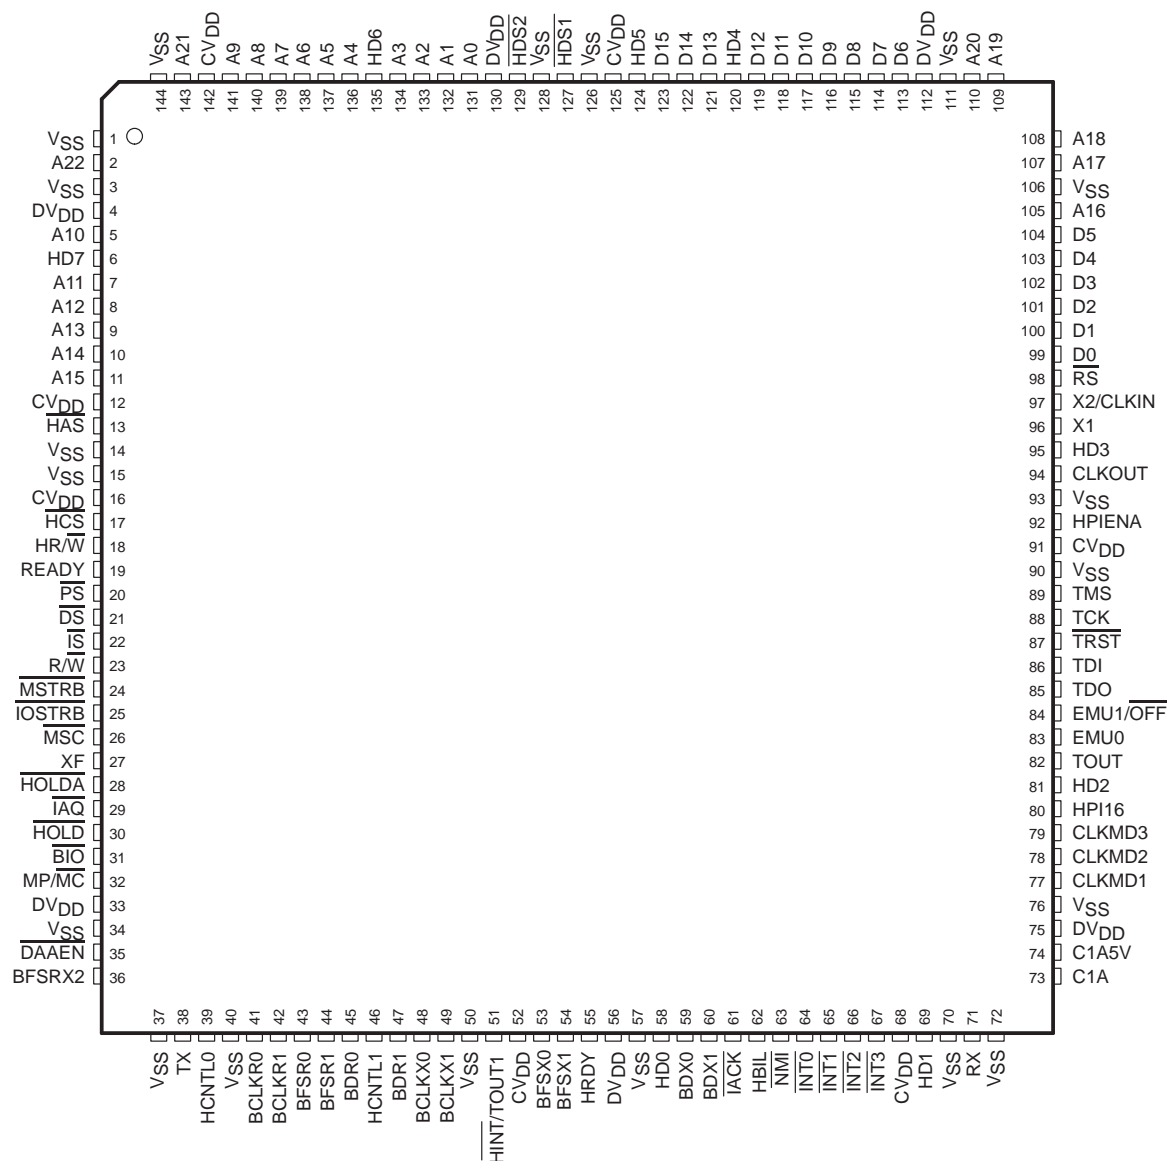 VSS A21 CVDD A9 A8 A7 A6 A5 A4 HD6 A3 A2 A1 A0 DVDD HDS2 VSS HDS1 VSS CVDD HD5 D15 D14 D13 HD4 D12 D11 D10 D9 D8 D7 D6 DVDD VSS A20 A19
144 143 142 141 140 139 138 137 136 135 134 133 132 131 130 129 128 127 126 125 124 123 122 121 120 119 118 117 116 115 114 113 112 111 110 109
VSS 1 108 A18
A22 2 107 A17
VSS 3 106 VSS
DVDD 4 105 A16
A10 5 104 D5
HD7 6 103 D4
A11 7 102 D3
A12 8 101 D2
A13 9 100 D1
A14 10 99 D0
A15 11 98 RS
CVDD 12 97 X2/CLKIN
HAS 13 96 X1
VSS 14 95 HD3
VSS 15 94 CLKOUT
CVDD 16 93 VSS
HCS 17 92 HPIENA
HR/W 18 91 CVDD
READY 19 90 VSS
PS 20 89 TMS
DS 21 88 TCK
IS 22 87 TRST
R/W 23 86 TDI
MSTRB 24 85 TDO
IOSTRB 25 84 EMU1/OFF
MSC 26 83 EMU0
XF 27 82 TOUT
HOLDA 28 81 HD2
IAQ 29 80 HPI16
HOLD 30 79 CLKMD3
BIO 31 78 CLKMD2
MP/MC 32 77 CLKMD1
DVDD 33 76 VSS
VSS 34 75 DVDD
DAAEN 35 74 C1A5V
BFSRX2 36 73 C1A
37 38 39 40 41 42 43 44 45 46 47 48 49 50 51 52 53 54 55 56 57 58 59 60 61 62 63 64 65 66 67 68 69 70 71 72
VSS TX HCNTL0 VSS BCLKR0 BCLKR1 BFSR0 BFSR1 BDR0 HCNTL1 BDR1 BCLKX0 BCLKX1 VSS HINT/TOUT1 CVDD BFSX0 BFSX1 HRDY DVDD VSS HD0 BDX0 BDX1 IACK HBIL NMI INT0 INT1 INT2 INT3 CVDD HD1 VSS RX VSS